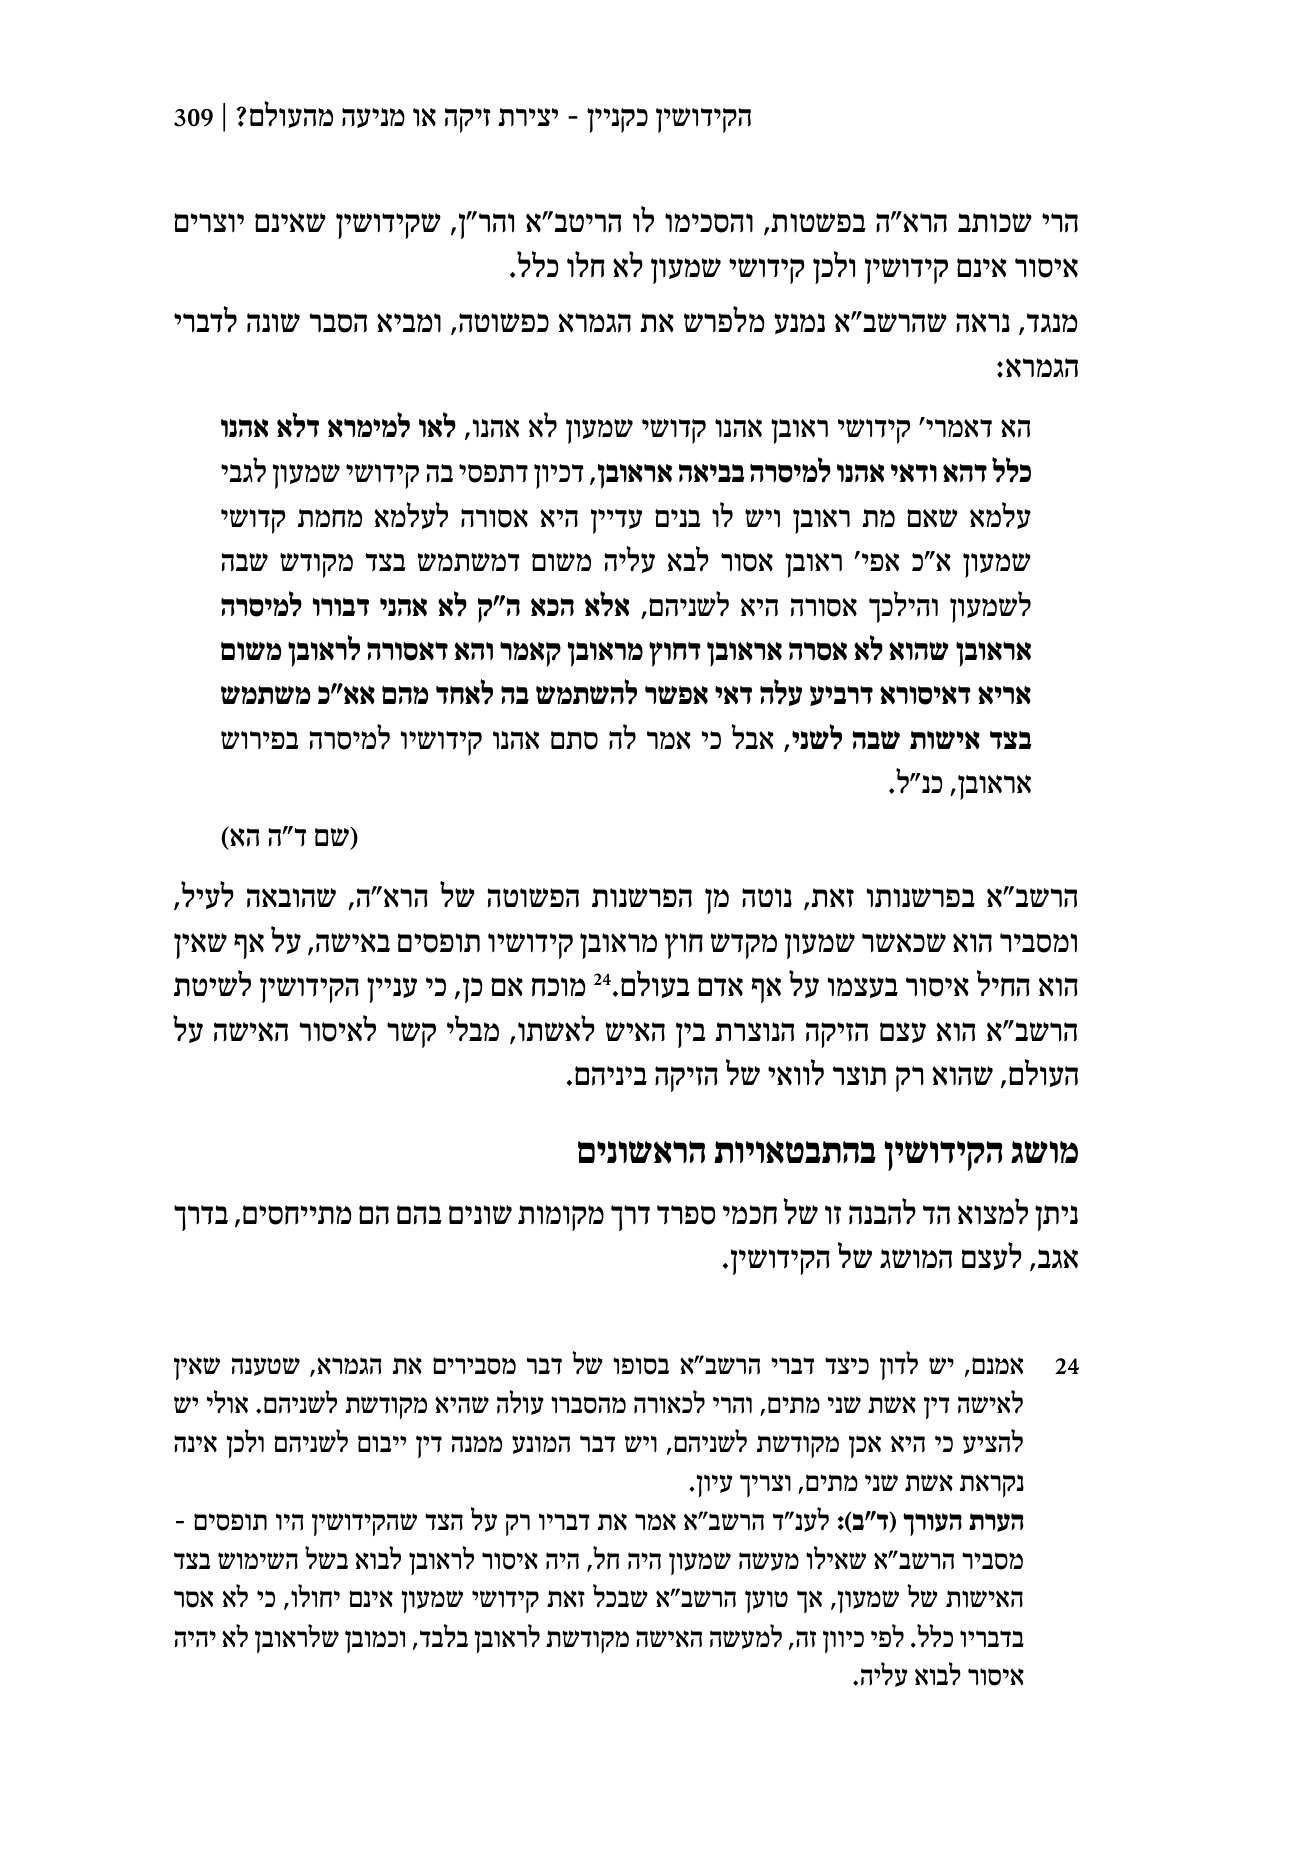 הקידושין כקניין - יצירת זיקה או מניעה מהעולם? | 309
הרי שכותב הרא"ה בפשטות, והסכימו לו הריטב"א והר"ן, שקידושין שאינם יוצרים
איסור אינם קידושין ולכן קידושי שמעון לא חלו כלל.
מנגד, נראה שהרשב"א נמנע מלפרש את הגמרא כפשוטה, ומביא הסבר שונה לדברי
הגמרא:
הא דאמרי' קידושי ראובן אהנו קדושי שמעון לא אהנו, לאו למימרא דלא אהנו
כלל דהא ודאי אהנו למיסרה בביאה אראובן, דכיון דתפסי בה קידושי שמעון לגבי
עלמא שאם מת ראובן ויש לו בנים עדיין היא אסורה לעלמא מחמת קדושי
שמעון א"כ אפי' ראובן אסור לבא עליה משום דמשתמש בצד מקודש שבה
לשמעון והילכך אסורה היא לשניהם, אלא הכא ה"ק לא אהני דבורו למיסרה
אראובן שהוא לא אסרה אראובן דחוץ מראובן קאמר והא דאסורה לראובן משום
אריא דאיסורא דרביע עלה דאי אפשר להשתמש בה לאחד מהם אא"כ משתמש
בצד אישות שבה לשני, אבל כי אמר לה סתם אהנו קידושיו למיסרה בפירוש
אראובן, כנ"ל.
(שם ד"ה הא)
הרשב"א בפרשנותו זאת, נוטה מן הפרשנות הפשוטה של הרא"ה, שהובאה לעיל,
ומסביר הוא שכאשר שמעון מקדש חוץ מראובן קידושיו תופסים באישה, על אף שאין
הוא החיל איסור בעצמו על אף אדם בעולם.24 מוכח אם כן, כי עניין הקידושין לשיטת
הרשב"א הוא עצם הזיקה הנוצרת בין האיש לאשתו, מבלי קשר לאיסור האישה על
העולם, שהוא רק תוצר לוואי של הזיקה ביניהם.
מושג הקידושין בהתבטאויות הראשונים
ניתן למצוא הד להבנה זו של חכמי ספרד דרך מקומות שונים בהם הם מתייחסים, בדרך
אגב, לעצם המושג של הקידושין.
24 אמנם, יש לדון כיצד דברי הרשב"א בסופו של דבר מסבירים את הגמרא, שטענה שאין
לאישה דין אשת שני מתים, והרי לכאורה מהסברו עולה שהיא מקודשת לשניהם. אולי יש
להציע כי היא אכן מקודשת לשניהם, ויש דבר המונע ממנה דין ייבום לשניהם ולכן אינה
נקראת אשת שני מתים, וצריך עיון.
הערת העורך (ד"ב): לענ"ד הרשב"א אמר את דבריו רק על הצד שהקידושין היו תופסים -
מסביר הרשב"א שאילו מעשה שמעון היה חל, היה איסור לראובן לבוא בשל השימוש בצד
האישות של שמעון, אך טוען הרשב"א שבכל זאת קידושי שמעון אינם יחולו, כי לא אסר
בדבריו כלל. לפי כיוון זה, למעשה האישה מקודשת לראובן בלבד, וכמובן שלראובן לא יהיה
איסור לבוא עליה.